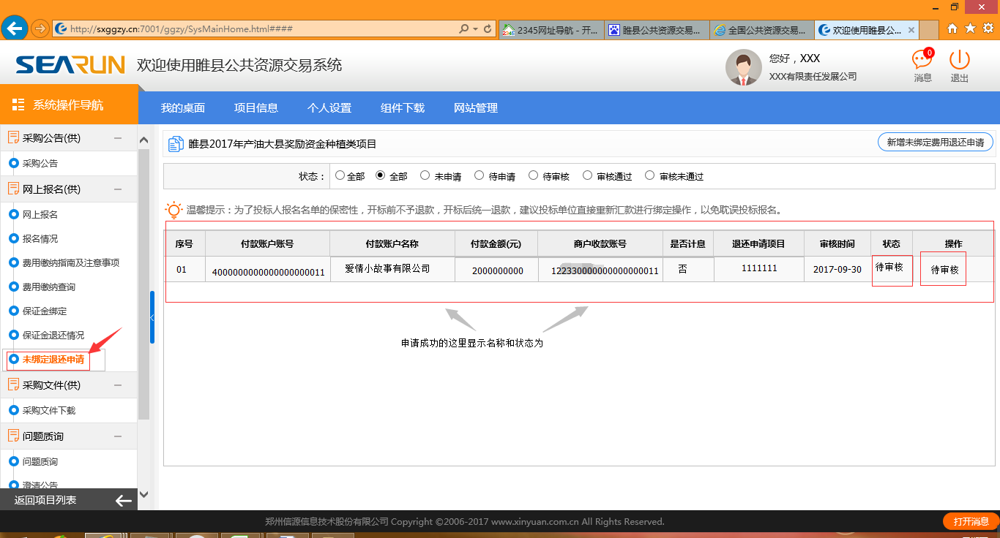 http://sxggzy.cn:7001/ggzy/SysMainHome.html####
2345网址导航 - 开...
睢县公共资源交易...
全国公共资源交易...
欢迎使用睢县公...
SEARUN 欢迎使用睢县公共资源交易系统
您好，XXX
XXX有限责任发展公司
0
消息
退出
系统操作导航
我的桌面 项目信息 个人设置 组件下载 网站管理
采购公告(供)
采购公告
网上报名(供)
网上报名
报名情况
费用缴纳指南及注意事项
费用缴纳查询
保证金绑定
保证金退还情况
未绑定退还申请
采购文件(供)
采购文件下载
问题质询
问题质询
澄清公告
返回项目列表
睢县2017年产油大县奖励资金种植类项目
新增未绑定费用退还申请
状态： 全部 全部 未申请 待申请 待审核 审核通过 审核未通过
温馨提示：为了投标人报名名单的保密性，开标前不予退款，开标后统一退款，建议投标单位直接重新汇款进行绑定操作，以免耽误投标报名。
序号 付款账户账号 付款账户名称 付款金额(元) 商户收款账号 是否计息 退还申请项目 审核时间 状态 操作
01 4000000000000000000011 爱情小故事有限公司 2000000000 否 1111111 2017-09-30 待审核 待审核
申请成功的这里显示名称和状态为
郑州信源信息技术股份有限公司 Copyright ©2006-2017 www.xinyuan.com.cn All Rights Reserved.
打开消息